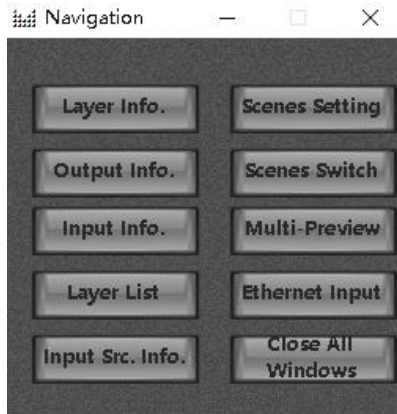 Navigation
Layer Info.
Scenes Setting
Output Info.
Scenes Switch
Input Info.
Multi-Preview
Layer List
Ethernet Input
Input Src. Info.
Close All
Windows